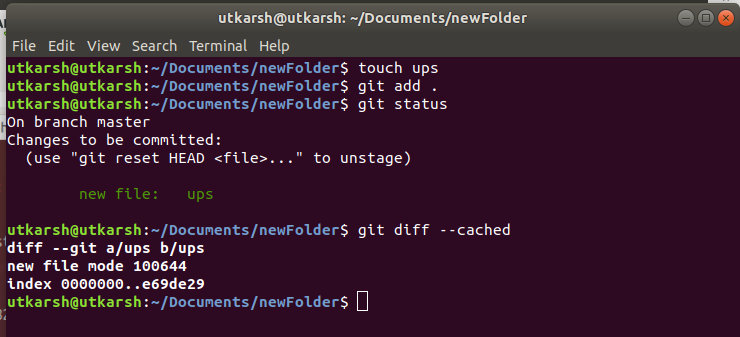 utkarsh@utkarsh: ~/Documents/newFolder
File Edit View Search Terminal Help
utkarsh@utkarsh:~/Documents/newFolder$ touch ups
utkarsh@utkarsh:~/Documents/newFolder$ git add .
utkarsh@utkarsh:~/Documents/newFolder$ git status
On branch master
Changes to be committed:
  (use "git reset HEAD <file>..." to unstage)
        new file:   ups
utkarsh@utkarsh:~/Documents/newFolder$ git diff --cached
diff --git a/ups b/ups
new file mode 100644
index 0000000..e69de29
utkarsh@utkarsh:~/Documents/newFolder$